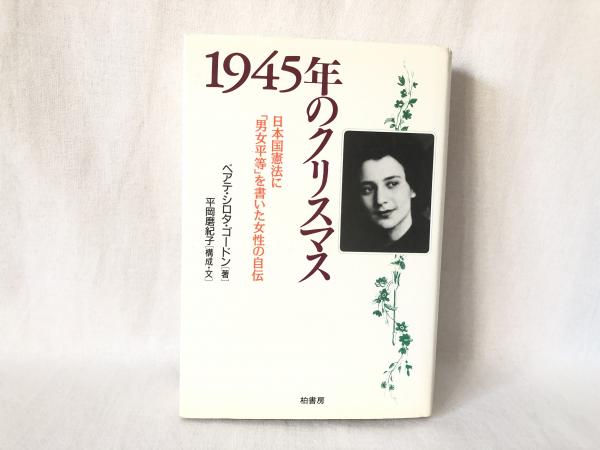 1945年のクリスマス
日本国憲法に
「男女平等」を書いた女性の自伝
ベアテ・シロタ・ゴードン［著］
平岡磨紀子［構成・文］
柏書房